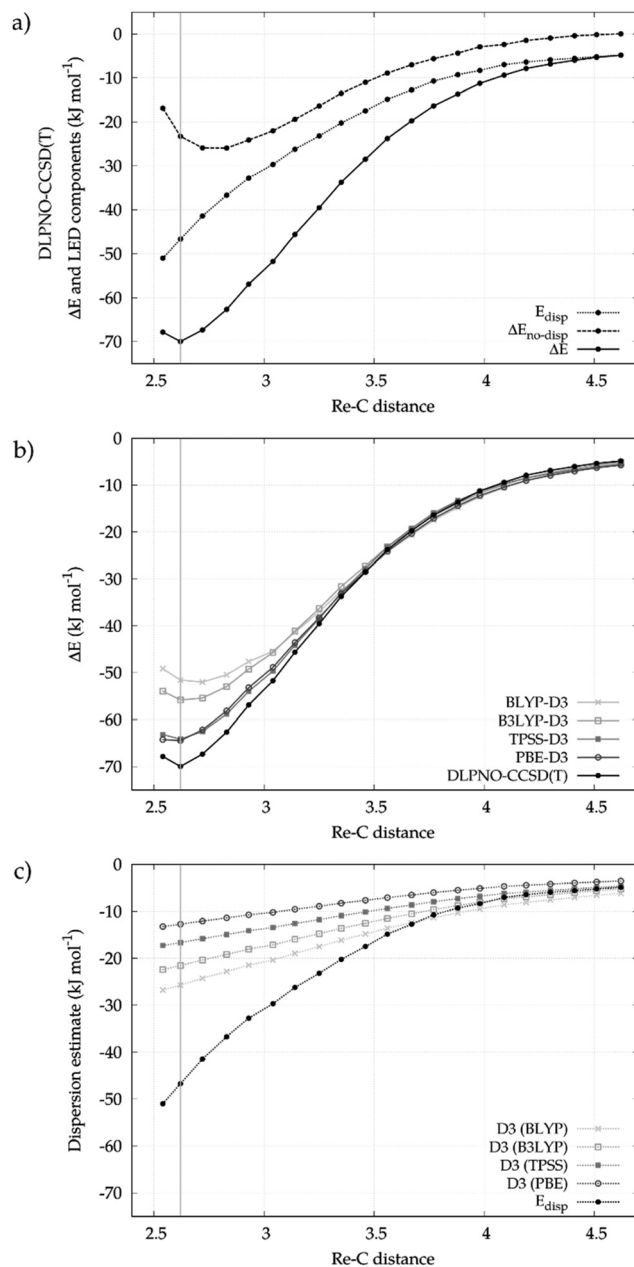 a)
DLPNO-CCSD(T)
ΔE and LED components (kJ mol⁻¹)
0
-10
-20
-30
-40
-50
-60
-70
E_disp
ΔE_no-disp
ΔE
2.5 3 3.5 4 4.5
Re-C distance
b)
ΔE (kJ mol⁻¹)
0
-10
-20
-30
-40
-50
-60
-70
BLYP-D3
B3LYP-D3
TPSS-D3
PBE-D3
DLPNO-CCSD(T)
2.5 3 3.5 4 4.5
Re-C distance
c)
Dispersion estimate (kJ mol⁻¹)
0
-10
-20
-30
-40
-50
-60
-70
D3 (BLYP)
D3 (B3LYP)
D3 (TPSS)
D3 (PBE)
E_disp
2.5 3 3.5 4 4.5
Re-C distance